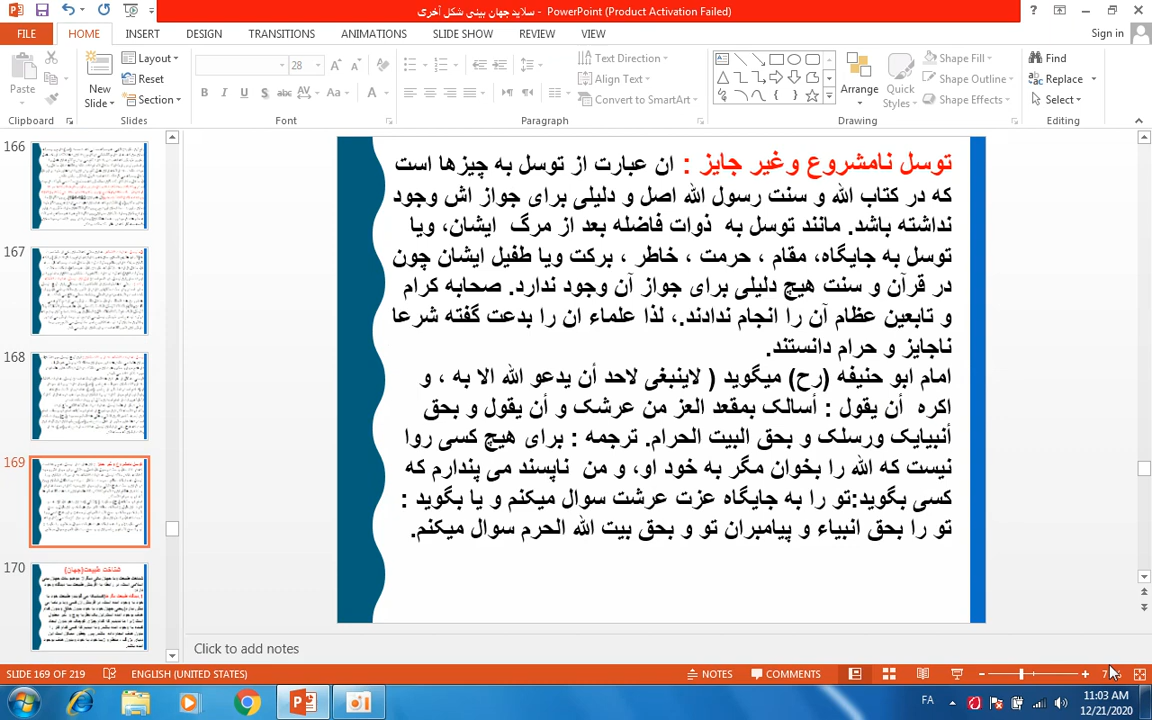 سلاید جهان بینی شکل آخری - PowerPoint (Product Activation Failed)
FILE HOME INSERT DESIGN TRANSITIONS ANIMATIONS SLIDE SHOW REVIEW VIEW Sign in
Paste New Slide Layout Reset Section
28
B I U S abc AV Aa A
Text Direction Align Text Convert to SmartArt
Arrange Quick Styles Shape Fill Shape Outline Shape Effects
Find Replace Select
Clipboard Slides Font Paragraph Drawing Editing
166
167
168
169
170
شناخت طبیعت(جهان)
توسل نامشروع وغیر جایز : ان عبارت از توسل به چیزها است
که در کتاب الله و سنت رسول الله اصل و دلیلی برای جواز اش وجود
نداشته باشد. مانند توسل به ذوات فاضله بعد از مرگ ایشان، ویا
توسل به جایگاه، مقام ، حرمت ، خاطر ، برکت ویا طفیل ایشان چون
در قرآن و سنت هیچ دلیلی برای جواز آن وجود ندارد. صحابه کرام
و تابعین عظام آن را انجام ندادند.، لذا علماء ان را بدعت گفته شرعا
ناجایز و حرام دانستند.
امام ابو حنیفه (رح) میگوید ( لاینبغی لاحد أن یدعو الله الا به ، و
اکره أن یقول : أسالک بمقعد العز من عرشک و أن یقول و بحق
أنبیایک ورسلک و بحق البیت الحرام. ترجمه : برای هیچ کسی روا
نیست که الله را بخوان مگر به خود او، و من ناپسند می پندارم که
کسی بگوید:تو را به جایگاه عزت عرشت سوال میکنم و یا بگوید :
تو را بحق انبیاء و پیامبران تو و بحق بیت الله الحرم سوال میکنم.
Click to add notes
SLIDE 169 OF 219 ENGLISH (UNITED STATES) NOTES COMMENTS
FA 11:03 AM
12/21/2020